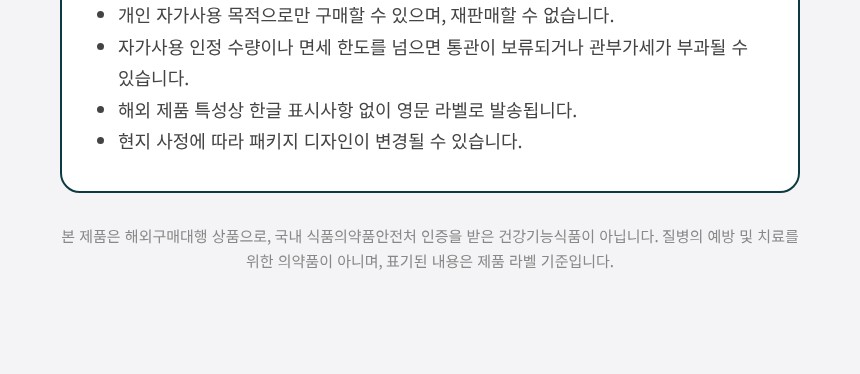 • 개인 자가사용 목적으로만 구매할 수 있으며, 재판매할 수 없습니다.
• 자가사용 인정 수량이나 면세 한도를 넘으면 통관이 보류되거나 관부가세가 부과될 수
있습니다.
• 해외 제품 특성상 한글 표시사항 없이 영문 라벨로 발송됩니다.
• 현지 사정에 따라 패키지 디자인이 변경될 수 있습니다.
본 제품은 해외구매대행 상품으로, 국내 식품의약품안전처 인증을 받은 건강기능식품이 아닙니다. 질병의 예방 및 치료를
위한 의약품이 아니며, 표기된 내용은 제품 라벨 기준입니다.